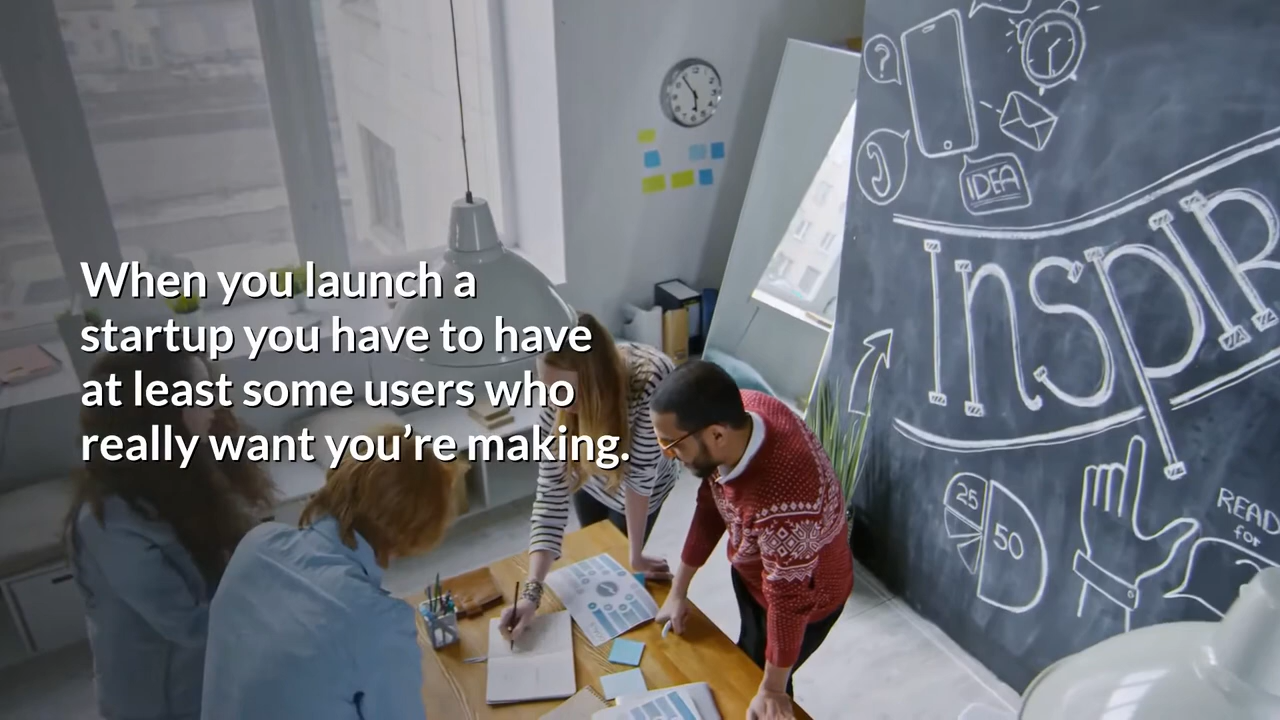 When you launch a
startup you have to have
at least some users who
really want you’re making.
?
IDEA
INSPIR
25
50
READ
for